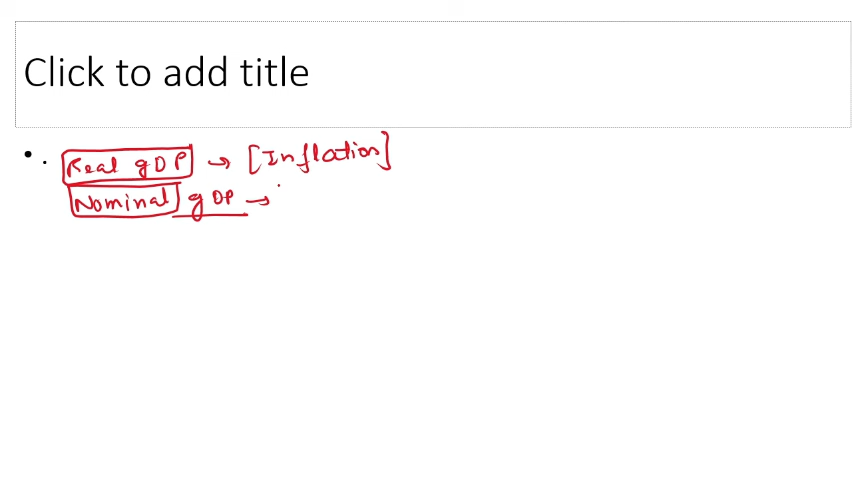 Click to add title
• . Real gDP → [Inflation]
Nominal gDP →